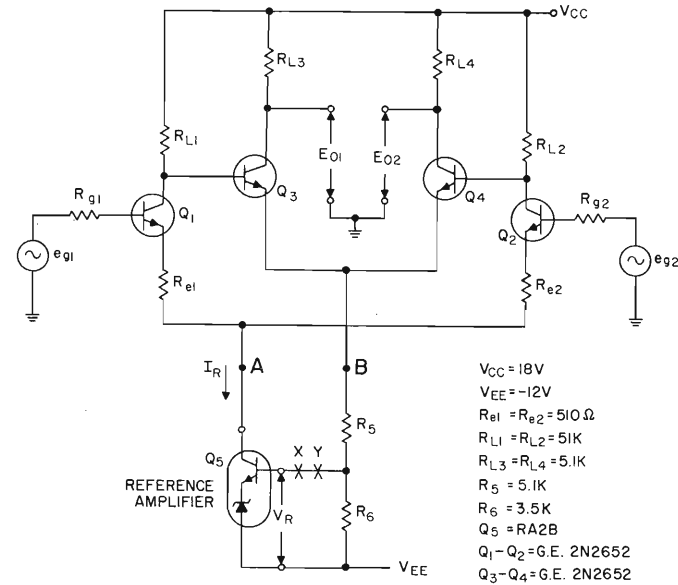 VCC
RL3
RL4
RL1
RL2
E01
E02
Rg1
Q1
Q3
Q4
Q2
Rg2
eg1
eg2
Re1
Re2
IR
A
B
VCC = 18V
VEE = -12V
Re1 = Re2 = 510 Ω
RL1 = RL2 = 51K
RL3 = RL4 = 5.1K
R5 = 5.1K
R6 = 3.5K
Q5 = RA2B
Q1-Q2 = G.E. 2N2652
Q3-Q4 = G.E. 2N2652
R5
X Y
Q5
REFERENCE
AMPLIFIER
VR
R6
VEE